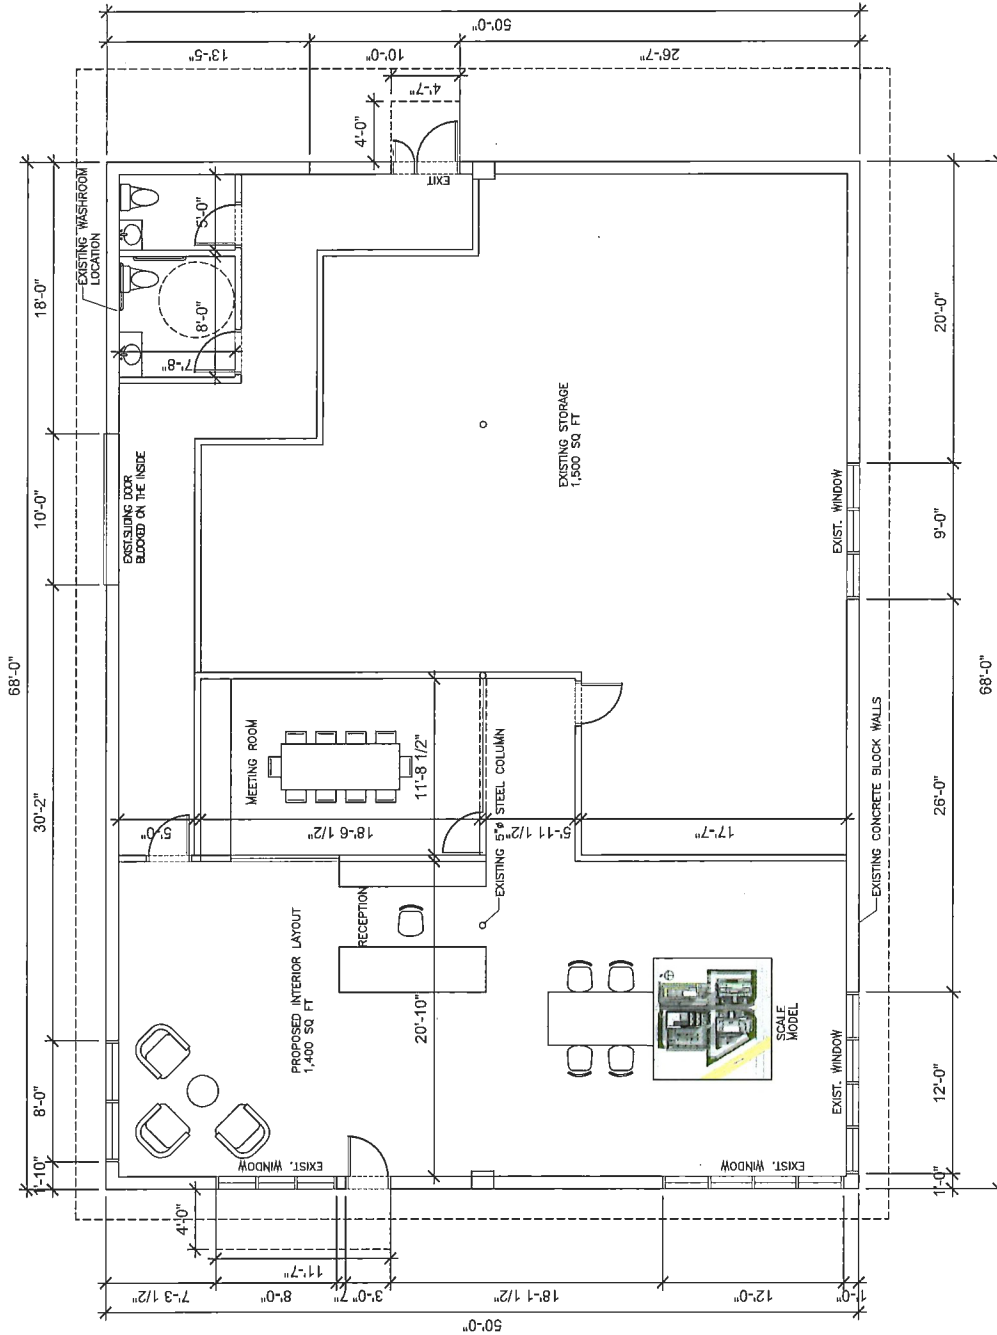 50'-0"
13'-5"
10'-0"
26'-7"
4'-7"
4'-0"
68'-0"
18'-0"
10'-0"
30'-2"
8'-0"
1'-10"
EXISTING WASHROOM
LOCATION
5'-0"
8'-0"
7'-8"
EXIT
EXIST.SLIDING DOOR
BLOCKED ON THE INSIDE
EXISTING STORAGE
1,500 SQ FT
EXIST. WINDOW
20'-0"
9'-0"
26'-0"
12'-0"
1'-0"
68'-0"
MEETING ROOM
11'-8 1/2"
5'-0"
18'-6 1/2"
5'-11 1/2"
17'-7"
EXISTING 5"ø STEEL COLUMN
EXISTING CONCRETE BLOCK WALLS
RECEPTION
PROPOSED INTERIOR LAYOUT
1,400 SQ FT
20'-10"
SCALE
MODEL
EXIST. WINDOW
EXIST. WINDOW
EXIST. WINDOW
4'-0"
11'-7"
7'-3 1/2"
8'-0"
7"
3'-0"
18'-1 1/2"
12'-0"
1'-0"
50'-0"